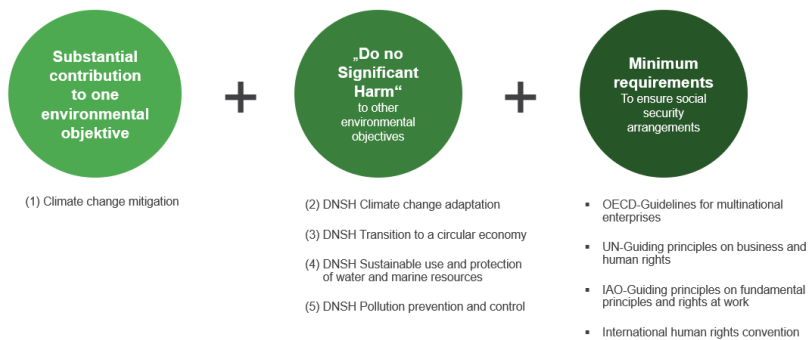 Substantial
contribution
to one
environmental
objektive
+
„Do no
Significant
Harm“
to other
environmental
objectives
+
Minimum
requirements
To ensure social
security
arrangements
(1) Climate change mitigation
(2) DNSH Climate change adaptation
(3) DNSH Transition to a circular economy
(4) DNSH Sustainable use and protection
of water and marine resources
(5) DNSH Pollution prevention and control
▪ OECD-Guidelines for multinational
enterprises
▪ UN-Guiding principles on business and
human rights
▪ IAO-Guiding principles on fundamental
principles and rights at work
▪ International human rights convention